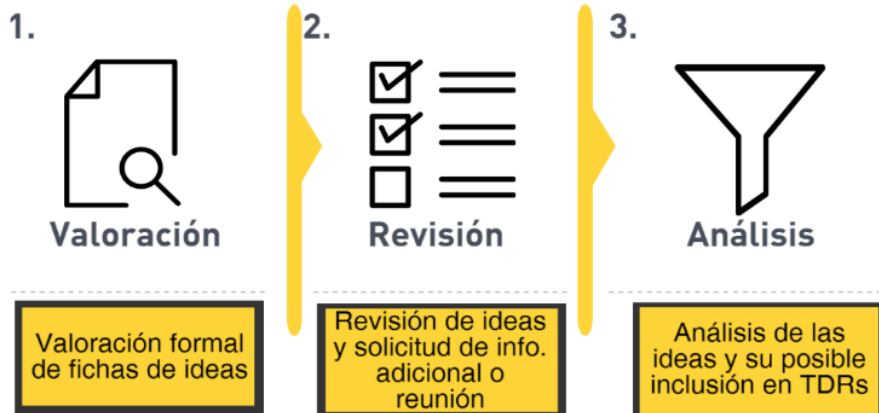 1.
Valoración
Valoración formal
de fichas de ideas
2.
Revisión
Revisión de ideas
y solicitud de info.
adicional o
reunión
3.
Análisis
Análisis de las
ideas y su posible
inclusión en TDRs